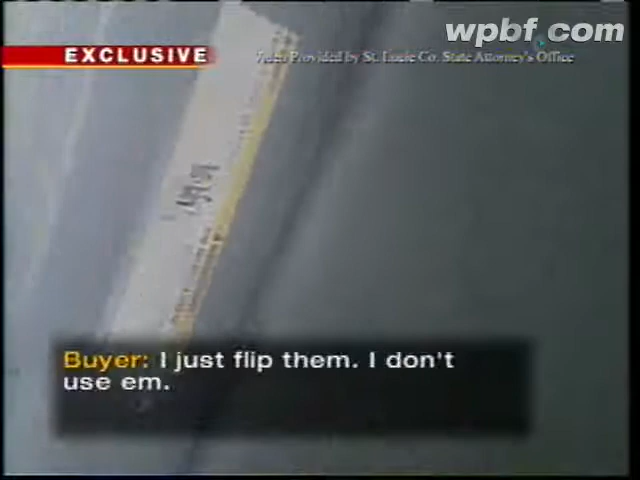 wpbf.com
EXCLUSIVE
Video Provided by St. Lucie Co. State Attorney's Office
Buyer: I just flip them. I don't
use em.